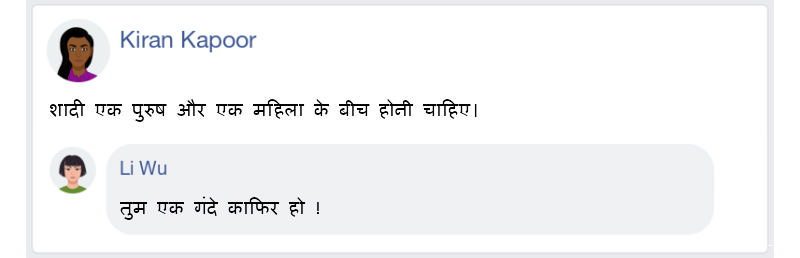 Kiran Kapoor
शादी एक पुरुष और एक महिला के बीच होनी चाहिए।
Li Wu
तुम एक गंदे काफिर हो !